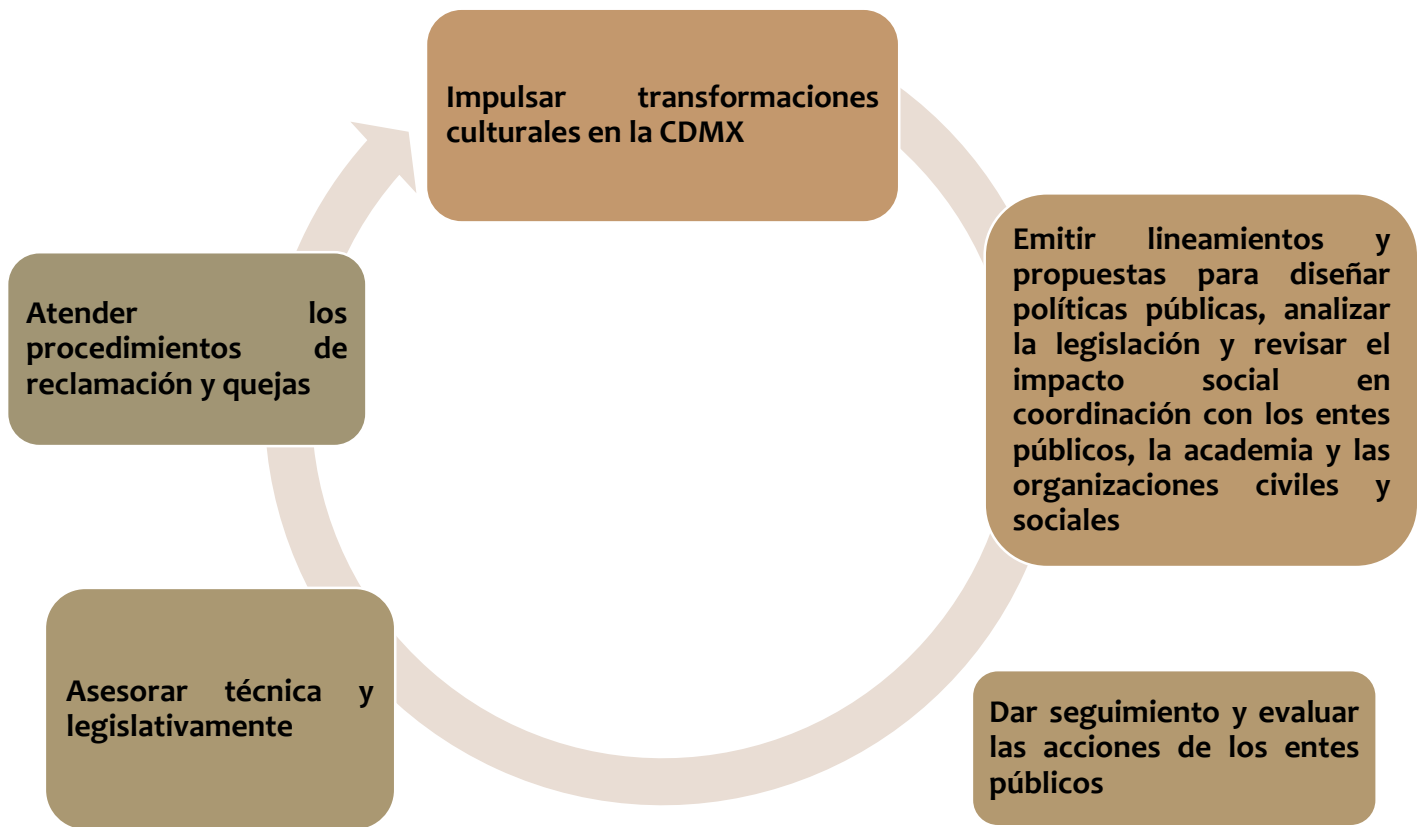 Impulsar transformaciones
culturales en la CDMX
Emitir lineamientos y
propuestas para diseñar
políticas públicas, analizar
la legislación y revisar el
impacto social en
coordinación con los entes
públicos, la academia y las
organizaciones civiles y
sociales
Dar seguimiento y evaluar
las acciones de los entes
públicos
Asesorar técnica y
legislativamente
Atender los
procedimientos de
reclamación y quejas